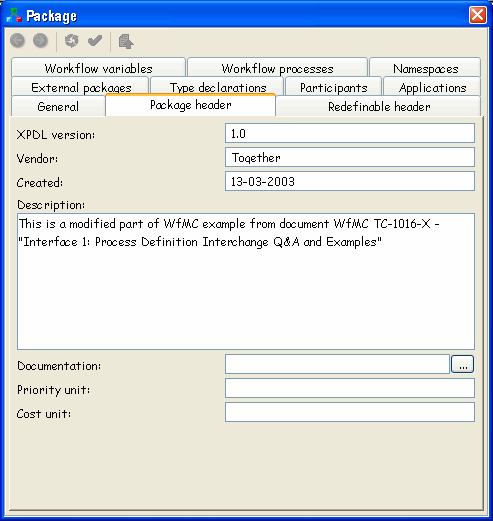 Package
Workflow variables Workflow processes Namespaces
External packages Type declarations Participants Applications
General Package header Redefinable header
XPDL version: 1.0
Vendor: Together
Created: 13-03-2003
Description:
This is a modified part of WfMC example from document WfMC TC-1016-X -
"Interface 1: Process Definition Interchange Q&A and Examples"
Documentation: ...
Priority unit:
Cost unit: